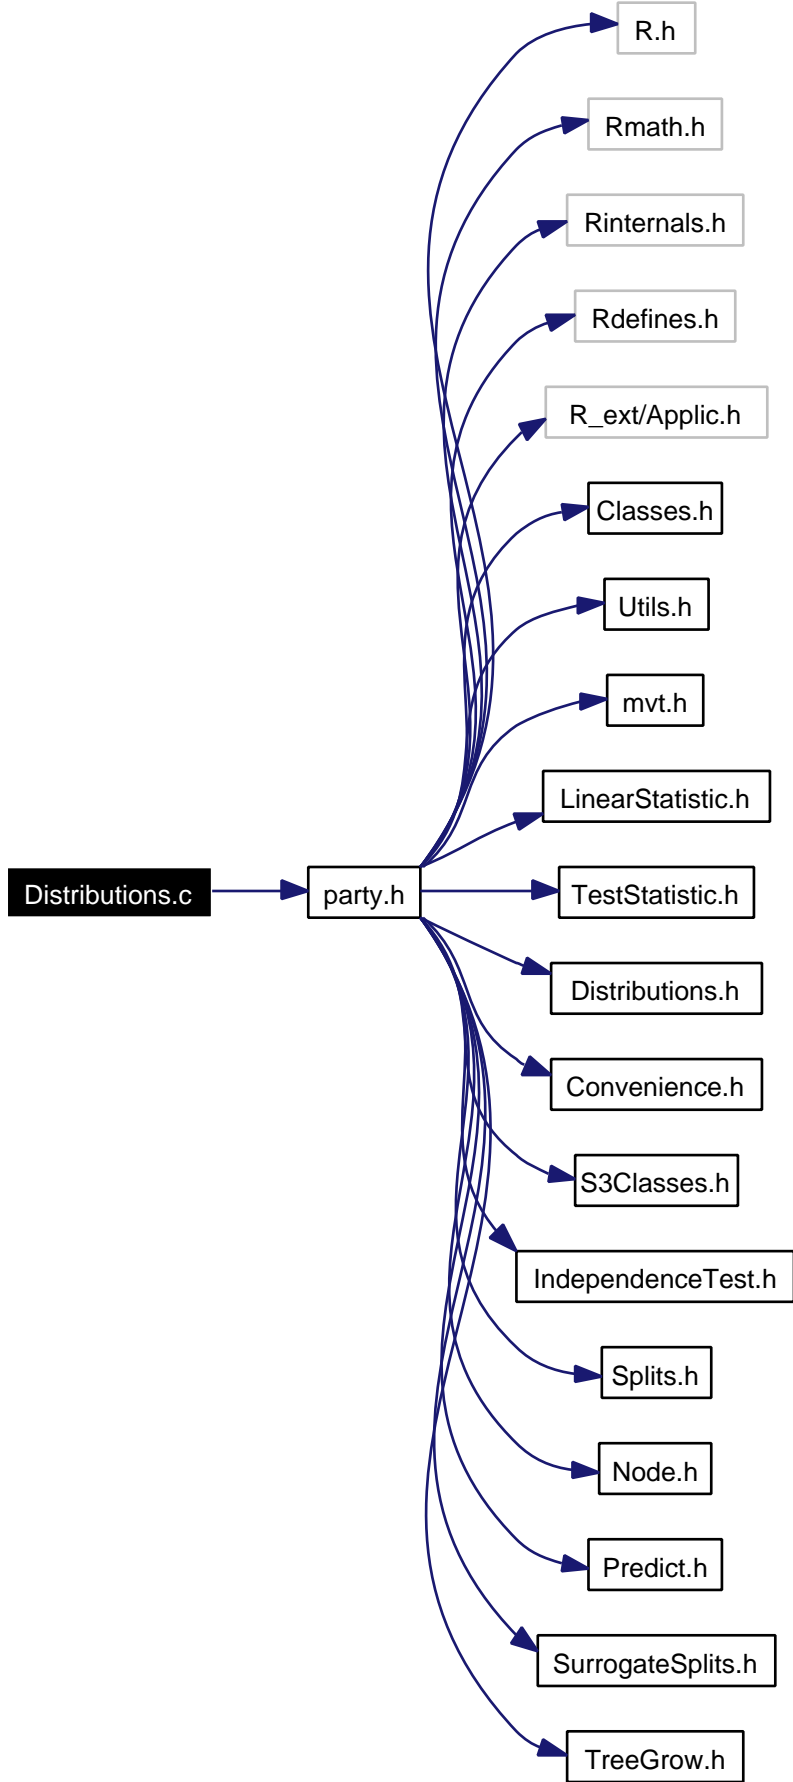 R.h
Rmath.h
Rinternals.h
Rdefines.h
R_ext/Applic.h
Classes.h
Utils.h
mvt.h
LinearStatistic.h
Distributions.c
party.h
TestStatistic.h
Distributions.h
Convenience.h
S3Classes.h
IndependenceTest.h
Splits.h
Node.h
Predict.h
SurrogateSplits.h
TreeGrow.h